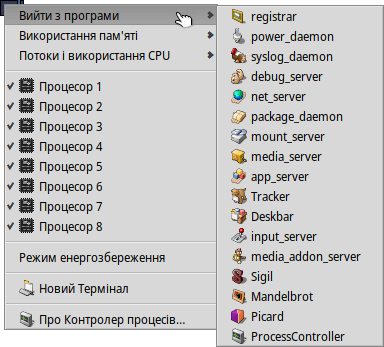 Вийти з програми
Використання пам'яті
Потоки і використання CPU
Процесор 1
Процесор 2
Процесор 3
Процесор 4
Процесор 5
Процесор 6
Процесор 7
Процесор 8
Режим енергозбереження
Новий Термінал
Про Контролер процесів...
registrar
power_daemon
syslog_daemon
debug_server
net_server
package_daemon
mount_server
media_server
app_server
Tracker
Deskbar
input_server
media_addon_server
Sigil
Mandelbrot
Picard
ProcessController